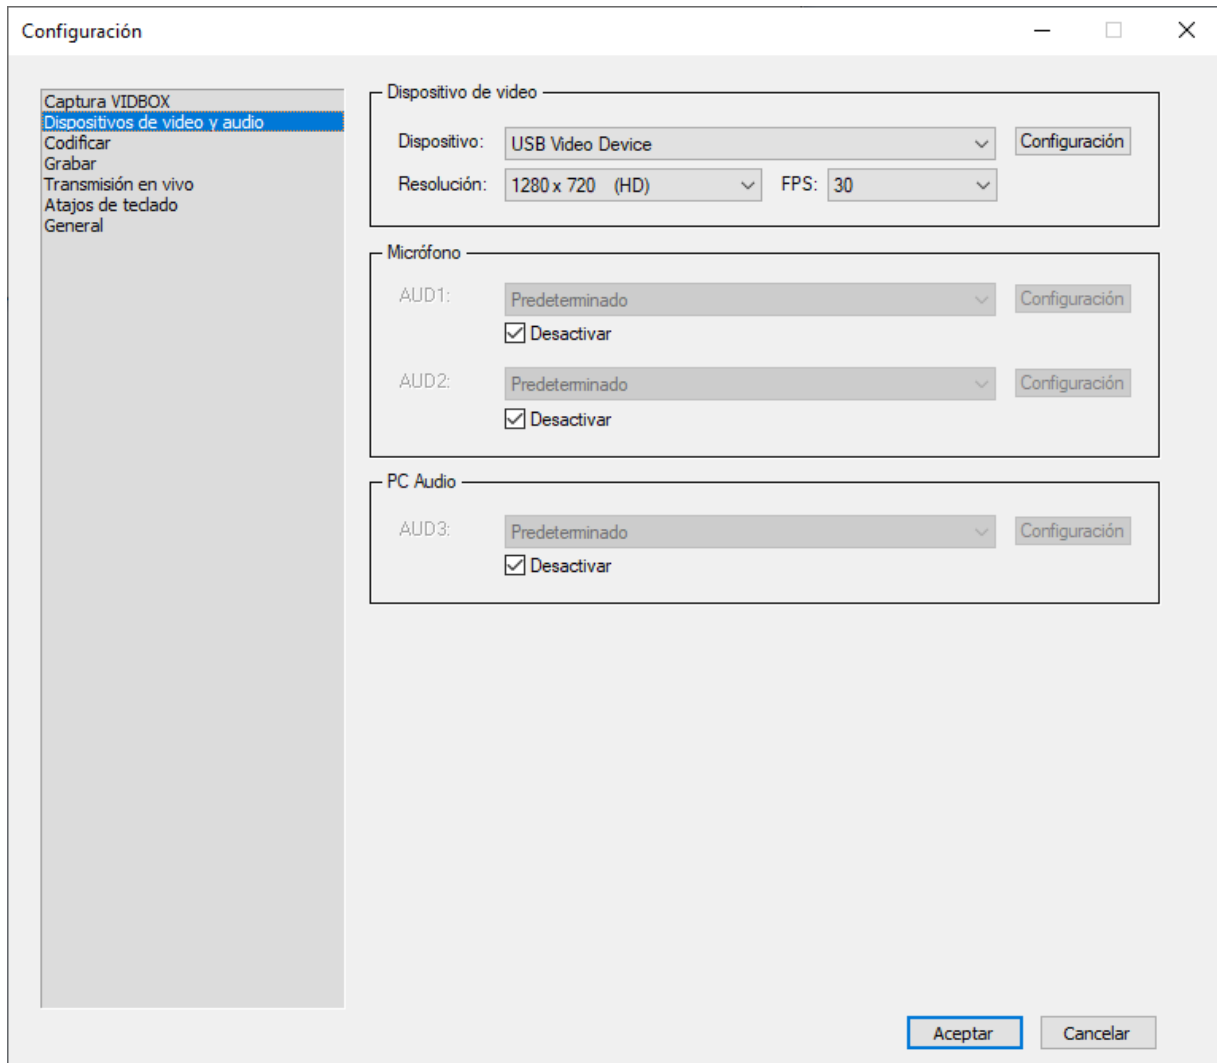 Configuración
Captura VIDBOX
Dispositivos de video y audio
Codificar
Grabar
Transmisión en vivo
Atajos de teclado
General
Dispositivo de video
Dispositivo: USB Video Device Configuración
Resolución: 1280 x 720 (HD) FPS: 30
Micrófono
AUD1: Predeterminado Configuración
Desactivar
AUD2: Predeterminado Configuración
Desactivar
PC Audio
AUD3: Predeterminado Configuración
Desactivar
Aceptar Cancelar